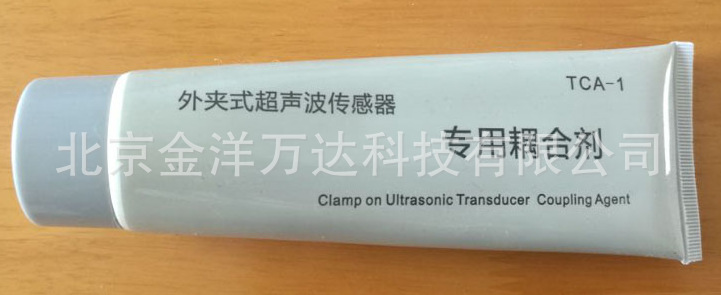 TCA-1
外夹式超声波传感器
专用耦合剂
北京金洋万达科技有限公司
Clamp on Ultrasonic Transducer Coupling Agent